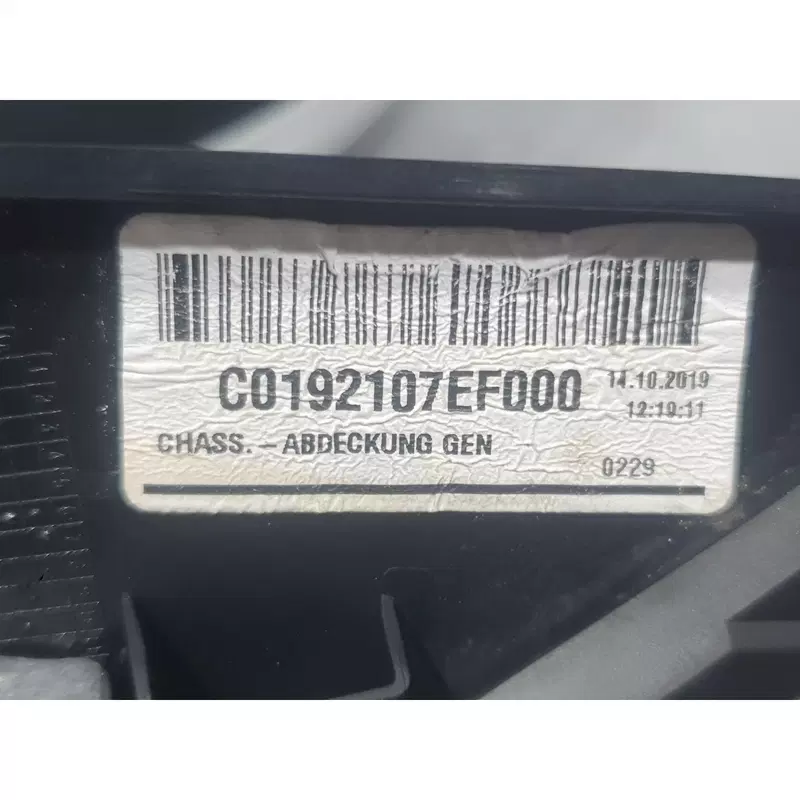 C0192107EF000 14.10.2019
12:19:11
CHASS. - ABDECKUNG GEN
0229